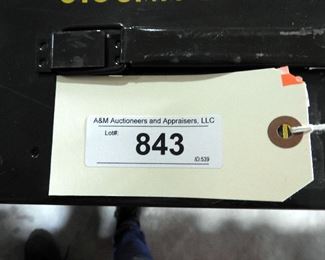 A&M Auctioneers and Appraisers, LLC
Lot#:
843
ID:539